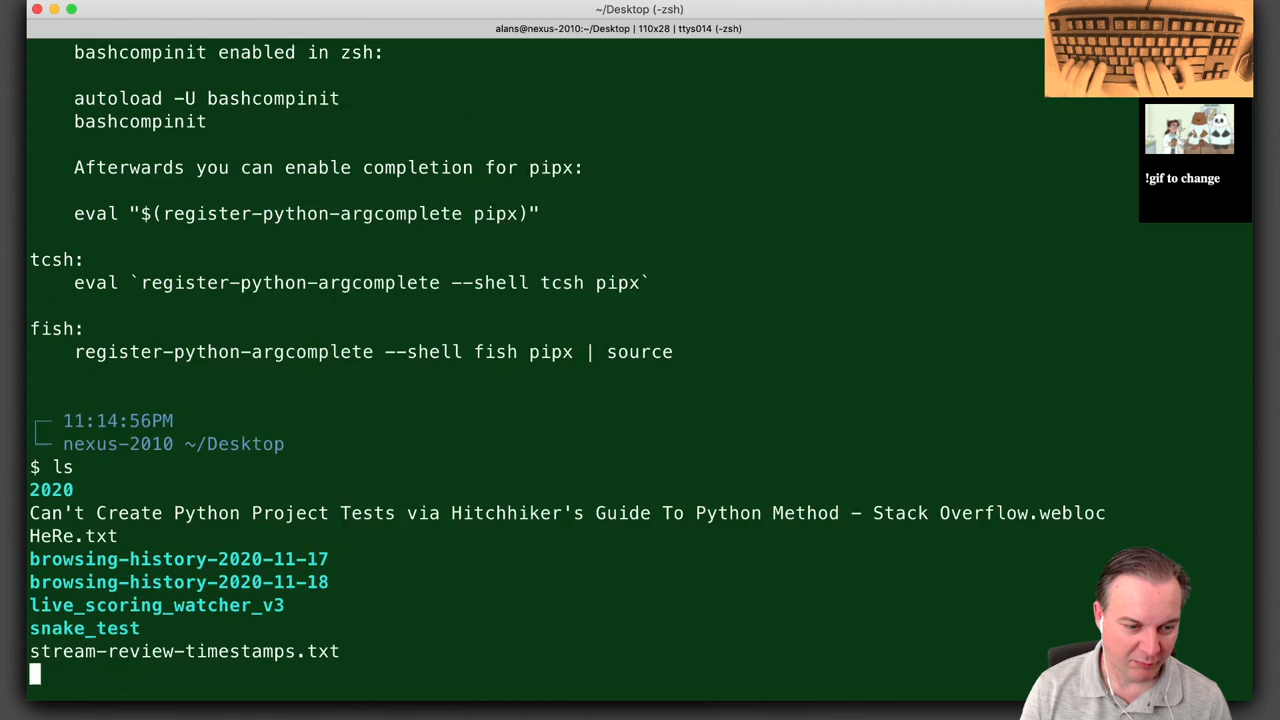 ~/Desktop (-zsh)
alans@nexus-2010:~/Desktop | 110x28 | ttys014 (-zsh)
bashcompinit enabled in zsh:
autoload -U bashcompinit
bashcompinit
Afterwards you can enable completion for pipx:
eval "$(register-python-argcomplete pipx)"
tcsh:
eval `register-python-argcomplete --shell tcsh pipx`
fish:
register-python-argcomplete --shell fish pipx | source
11:14:56PM
nexus-2010 ~/Desktop
$ ls
2020
Can't Create Python Project Tests via Hitchhiker's Guide To Python Method - Stack Overflow.webloc
HeRe.txt
browsing-history-2020-11-17
browsing-history-2020-11-18
live_scoring_watcher_v3
snake_test
stream-review-timestamps.txt
!gif to change